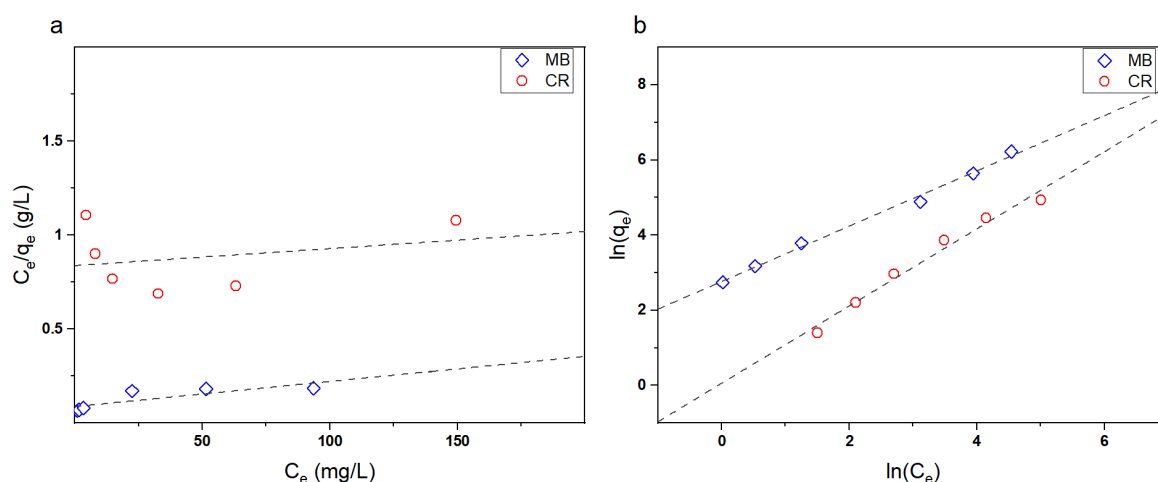 a
MB
CR
1.5
1
0.5
50
100
150
Cₑ/qₑ (g/L)
Cₑ (mg/L)
b
MB
CR
8
6
4
2
0
0
2
4
6
ln(qₑ)
ln(Cₑ)